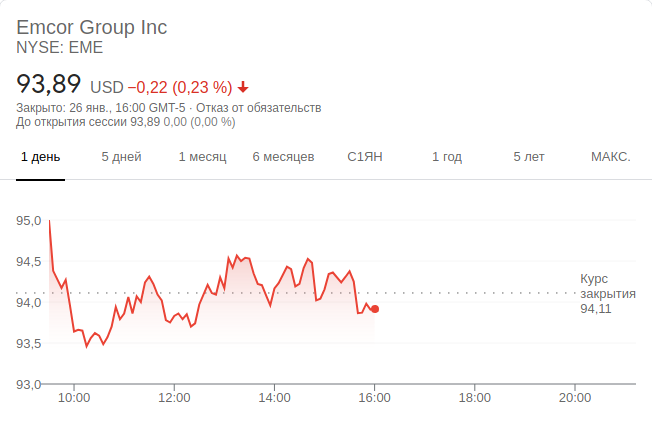 Emcor Group Inc
NYSE: EME
93,89 USD −0,22 (0,23 %)
Закрыто: 26 янв., 16:00 GMT-5 · Отказ от обязательств
До открытия сессии 93,89 0,00 (0,00 %)
1 день 5 дней 1 месяц 6 месяцев С1ЯН 1 год 5 лет МАКС.
95,0
94,5
Курс
закрытия
94,11
94,0
93,5
93,0
10:00 12:00 14:00 16:00 18:00 20:00